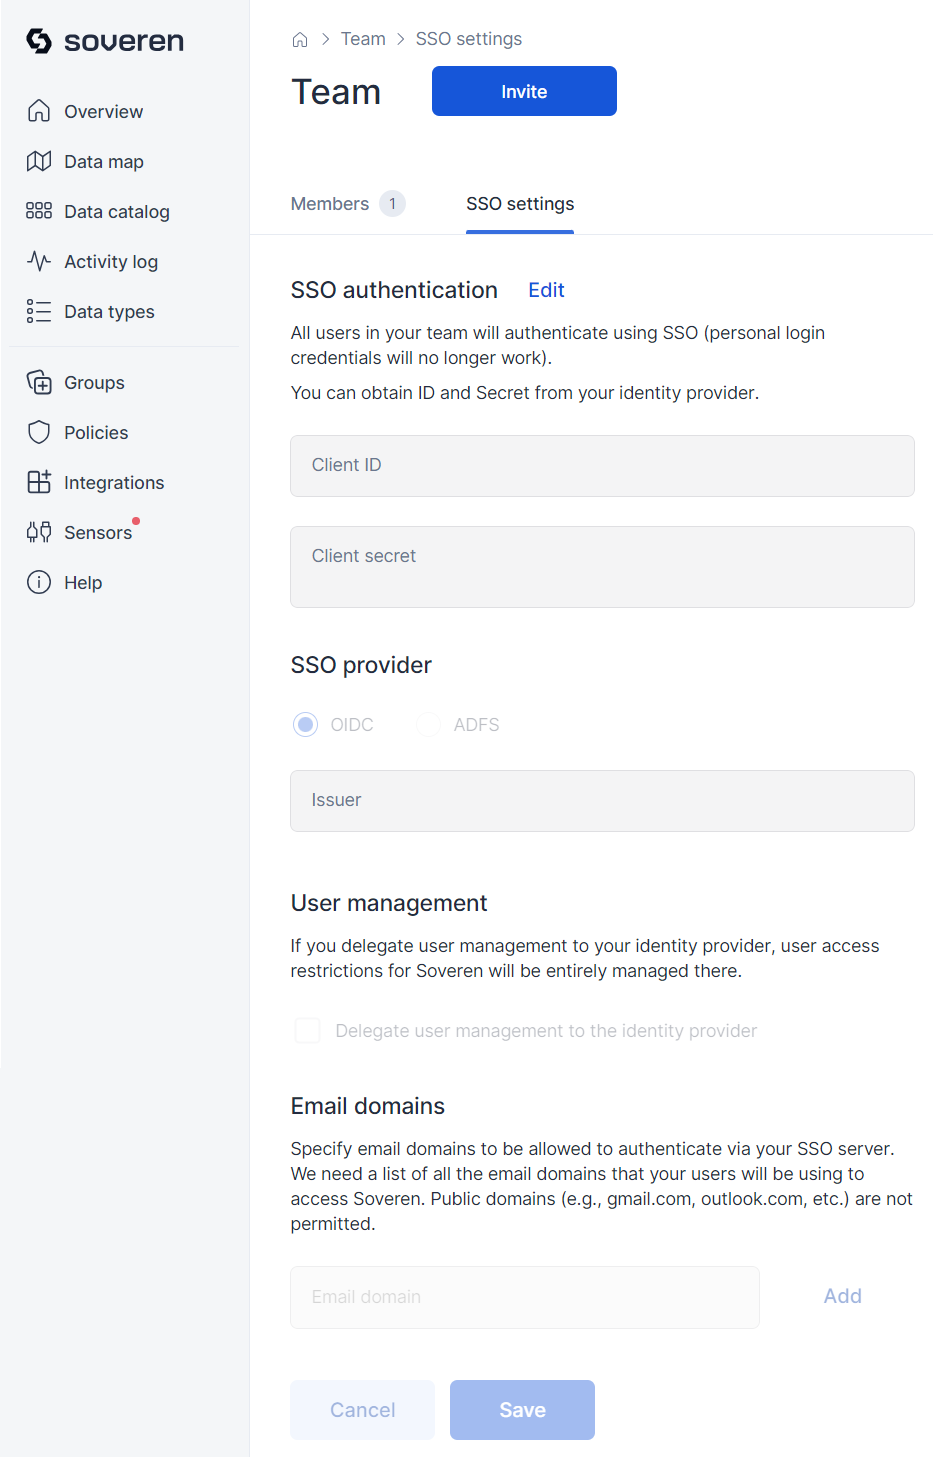 soveren
Overview
Data map
Data catalog
Activity log
Data types
Groups
Policies
Integrations
Sensors
Help
Team > SSO settings
Team
Invite
Members 1
SSO settings
SSO authentication Edit
All users in your team will authenticate using SSO (personal login
credentials will no longer work).
You can obtain ID and Secret from your identity provider.
Client ID
Client secret
SSO provider
OIDC ADFS
Issuer
User management
If you delegate user management to your identity provider, user access
restrictions for Soveren will be entirely managed there.
Delegate user management to the identity provider
Email domains
Specify email domains to be allowed to authenticate via your SSO server.
We need a list of all the email domains that your users will be using to
access Soveren. Public domains (e.g., gmail.com, outlook.com, etc.) are not
permitted.
Email domain Add
Cancel Save